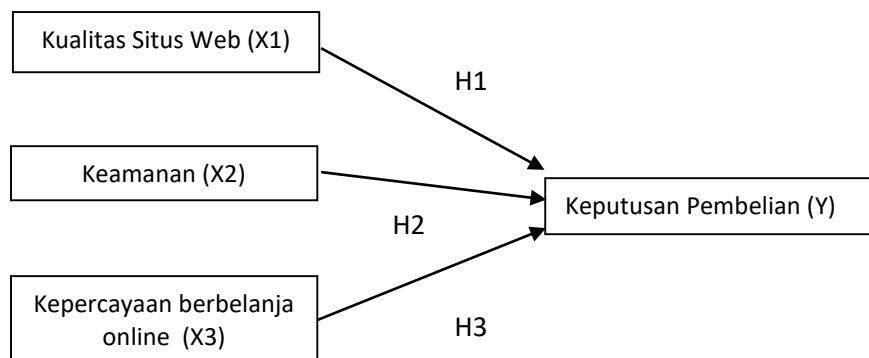 Kualitas Situs Web (X1)
H1
Keamanan (X2)
Keputusan Pembelian (Y)
H2
Kepercayaan berbelanja
online (X3)
H3